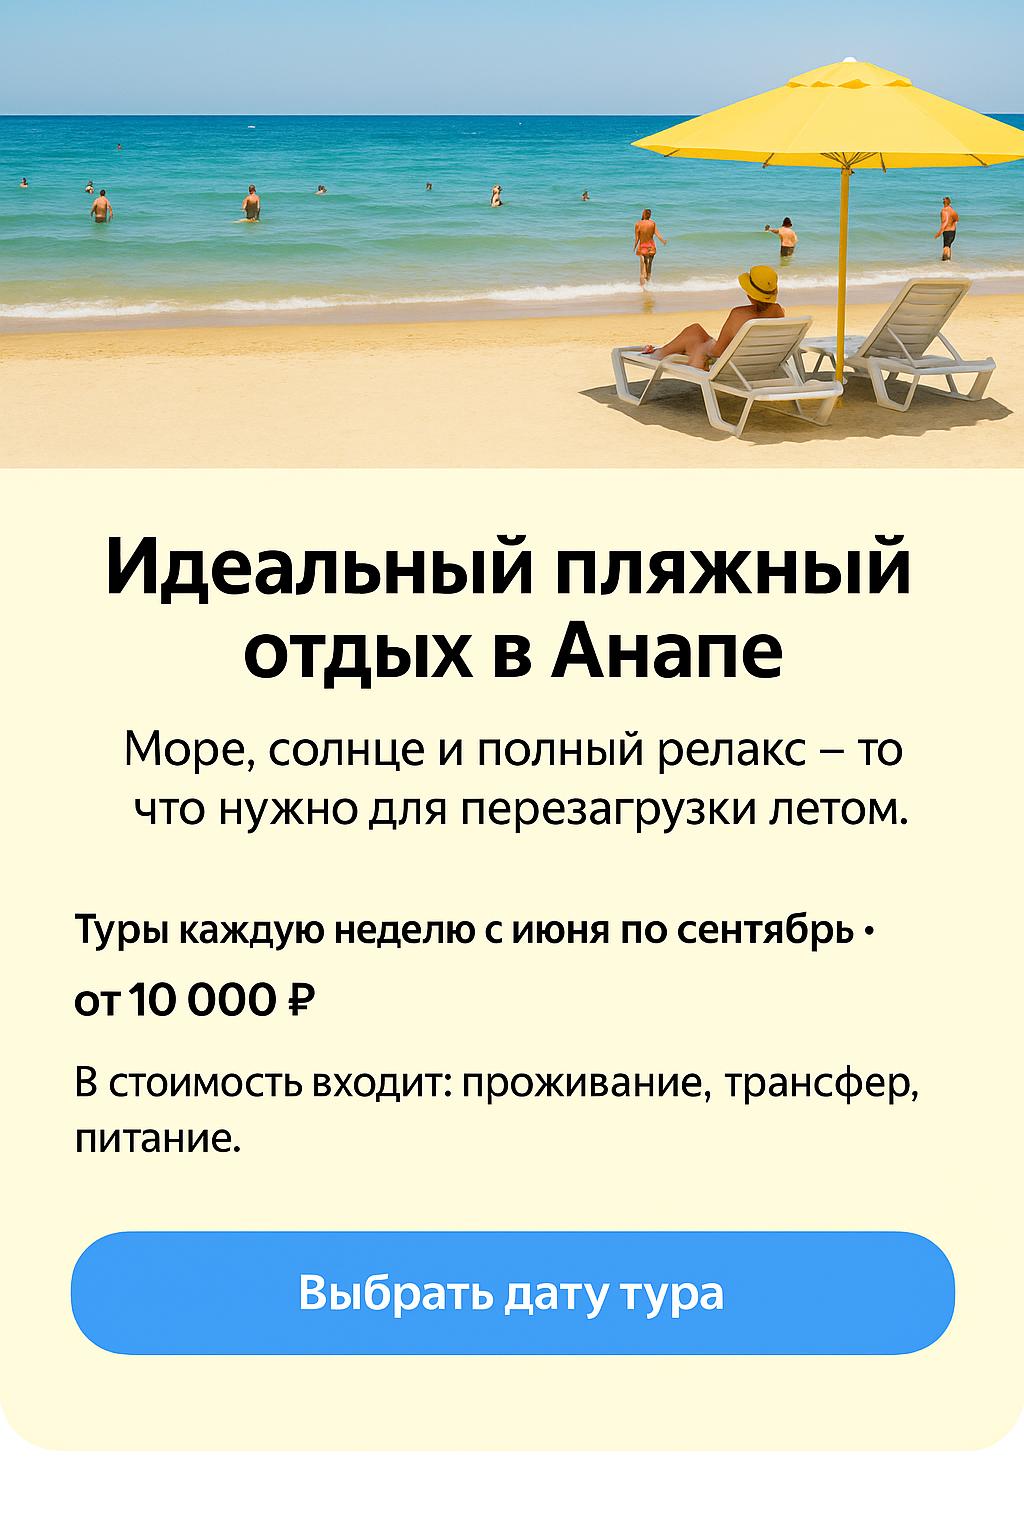 Идеальный пляжный
отдых в Анапе
Море, солнце и полный релакс – то
что нужно для перезагрузки летом.
Туры каждую неделю с июня по сентябрь •
от 10 000 ₽
В стоимость входит: проживание, трансфер,
питание.
Выбрать дату тура